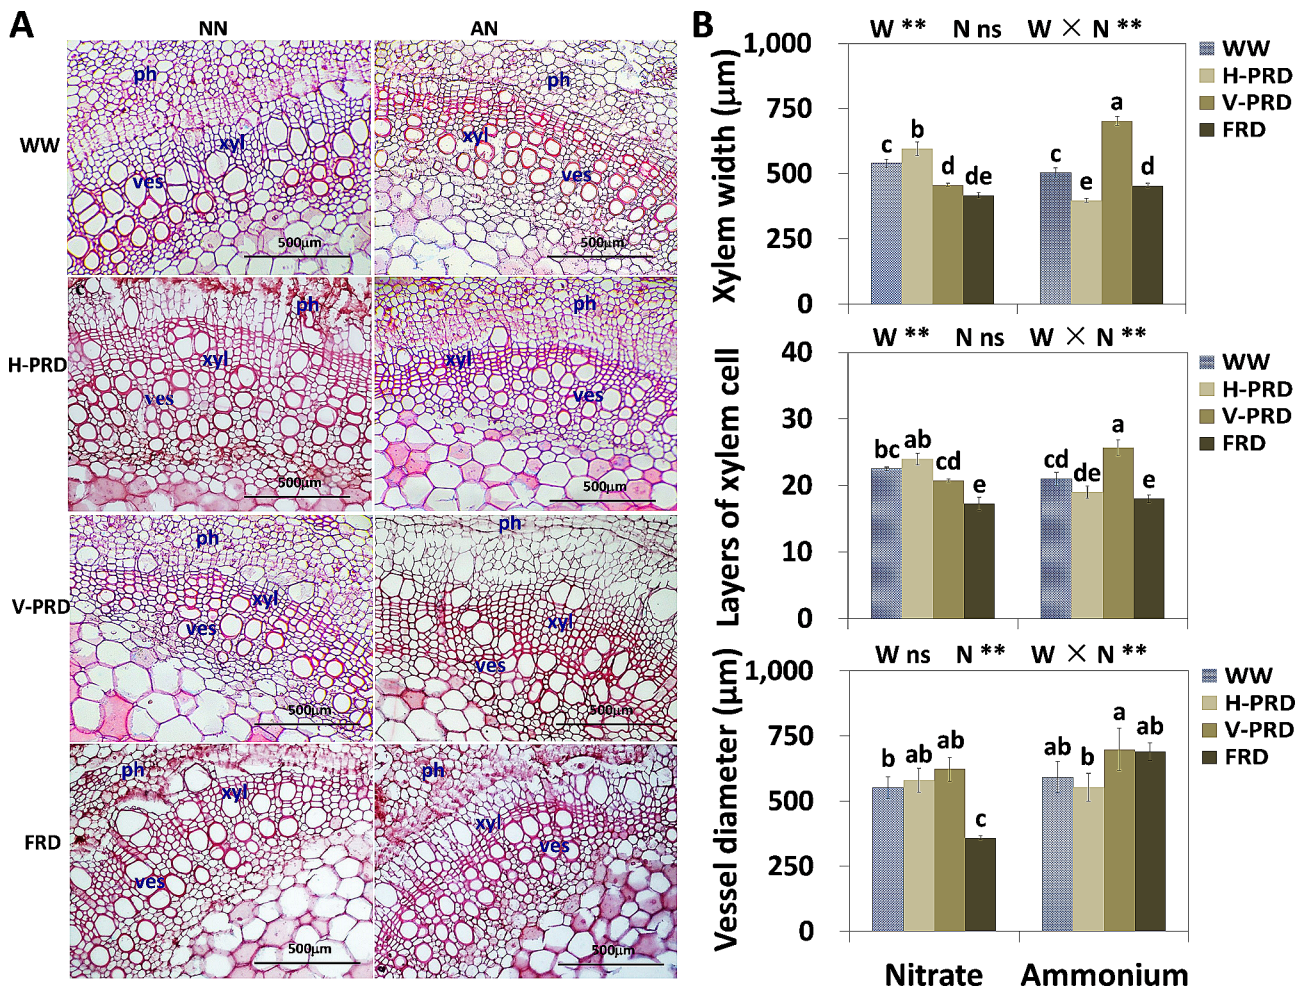 A
NN
AN
WW
ph
xyl
ves
500µm
ph
xyl
ves
500µm
H-PRD
ph
xyl
ves
500µm
ph
xyl
ves
500µm
V-PRD
ph
xyl
ves
500µm
ph
xyl
ves
500µm
FRD
ph
xyl
ves
500µm
ph
xyl
ves
500µm
B
W ** N ns W × N **
Xylem width (µm)
1,000
750
500
250
0
c b d de
c e a d
WW
H-PRD
V-PRD
FRD
W ** N ns W × N **
Layers of xylem cell
40
30
20
10
0
bc ab cd e
cd de a e
WW
H-PRD
V-PRD
FRD
W ns N ** W × N **
Vessel diameter (µm)
1,000
750
500
250
0
b ab ab c
ab b a ab
WW
H-PRD
V-PRD
FRD
Nitrate Ammonium